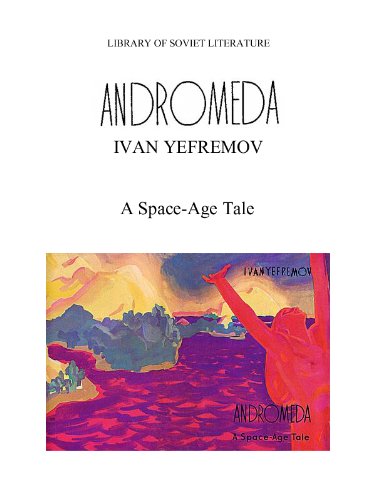 LIBRARY OF SOVIET LITERATURE
ANDROMEDA
IVAN YEFREMOV
A Space-Age Tale
IVAN YEFREMOV
ANDROMEDA
A Space-Age Tale